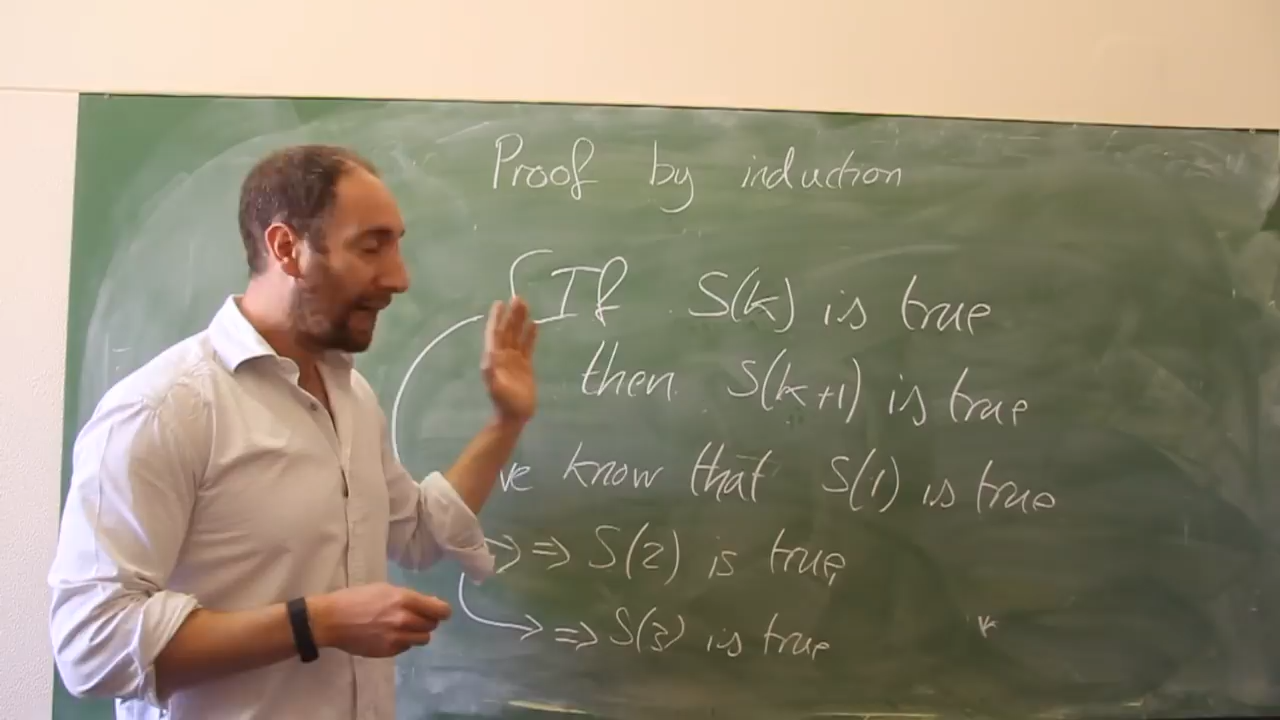 Proof by induction
If S(k) is true
then S(k+1) is true
we know that S(1) is true
⇒ S(2) is true,
⇒ S(3) is true